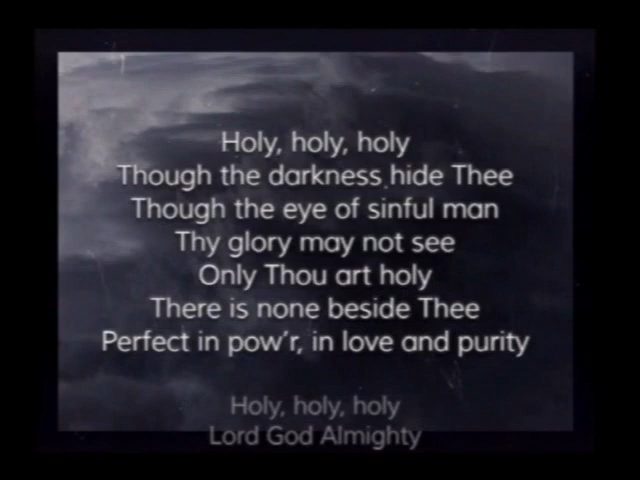 Holy, holy, holy
Though the darkness hide Thee
Though the eye of sinful man
Thy glory may not see
Only Thou art holy
There is none beside Thee
Perfect in pow'r, in love and purity
Holy, holy, holy
Lord God Almighty